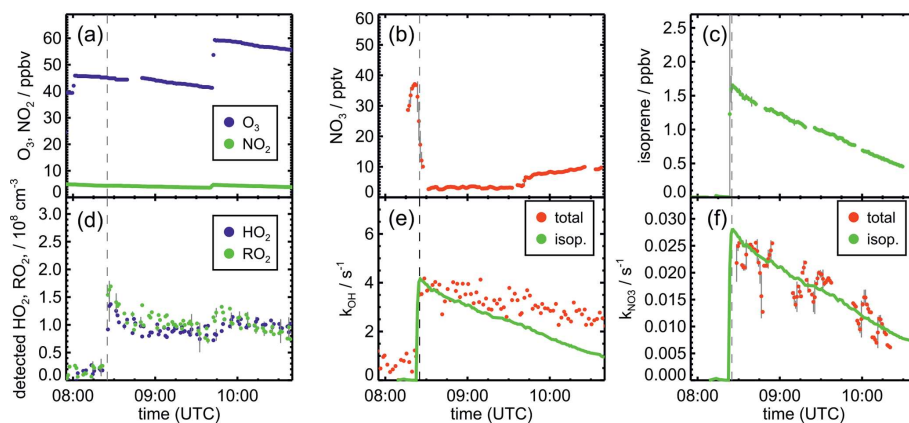 (a)
O3, NO2 / ppbv
60
50
40
30
20
10
0
O3
NO2
(b)
NO3 / pptv
50
40
30
20
10
0
(c)
isoprene / ppbv
2.5
2.0
1.5
1.0
0.5
0.0
(d)
detected HO2, RO2, / 10^8 cm-3
3.0
2.5
2.0
1.5
1.0
0.5
0.0
HO2
RO2
08:00 09:00 10:00
time (UTC)
(e)
kOH / s-1
6
4
2
0
total
isop.
08:00 09:00 10:00
time (UTC)
(f)
kNO3 / s-1
0.030
0.025
0.020
0.015
0.010
0.005
0.000
total
isop.
08:00 09:00 10:00
time (UTC)